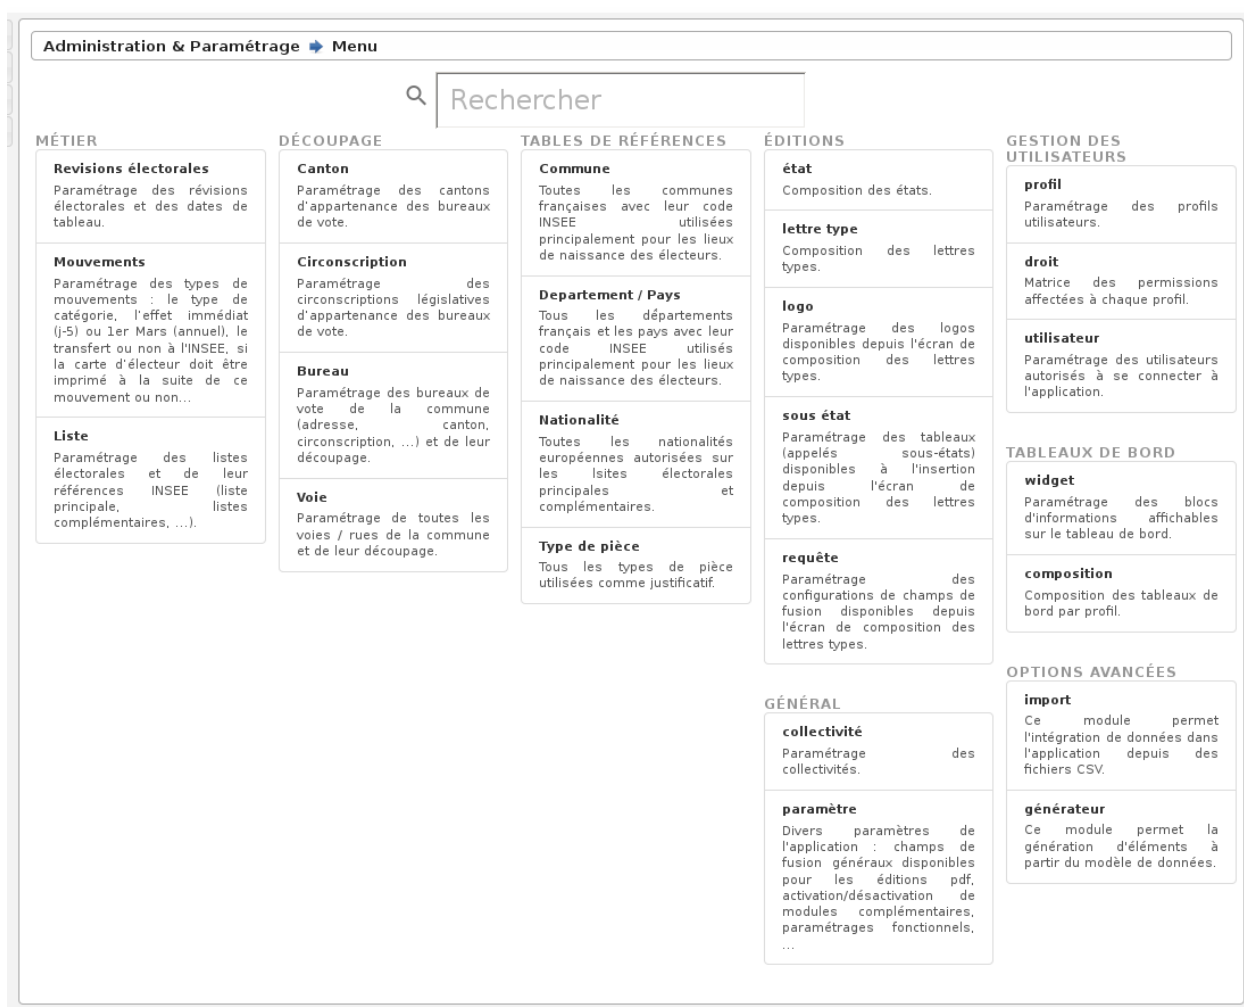 Administration & Paramétrage Menu
Rechercher
MÉTIER
Revisions électorales
Paramétrage des révisions
électorales et des dates de
tableau.
Mouvements
Paramétrage des types de
mouvements : le type de
catégorie, l'effet immédiat
(j-5) ou 1er Mars (annuel), le
transfert ou non à l'INSEE, si
la carte d'électeur doit être
imprimé à la suite de ce
mouvement ou non...
Liste
Paramétrage des listes
électorales et de leur
références INSEE (liste
principale, listes
complémentaires, ...).
DÉCOUPAGE
Canton
Paramétrage des cantons
d'appartenance des bureaux
de vote.
Circonscription
Paramétrage des
circonscriptions législatives
d'appartenance des bureaux
de vote.
Bureau
Paramétrage des bureaux de
vote de la commune
(adresse, canton,
circonscription, ...) et de leur
découpage.
Voie
Paramétrage de toutes les
voies / rues de la commune
et de leur découpage.
TABLES DE RÉFÉRENCES
Commune
Toutes les communes
françaises avec leur code
INSEE utilisées
principalement pour les lieux
de naissance des électeurs.
Departement / Pays
Tous les départements
français et les pays avec leur
code INSEE utilisés
principalement pour les lieux
de naissance des électeurs.
Nationalité
Toutes les nationalités
européennes autorisées sur
les lsites électorales
principales et
complémentaires.
Type de pièce
Tous les types de pièce
utilisées comme justificatif.
ÉDITIONS
état
Composition des états.
lettre type
Composition des lettres
types.
logo
Paramétrage des logos
disponibles depuis l'écran de
composition des lettres
types.
sous état
Paramétrage des tableaux
(appelés sous-états)
disponibles à l'insertion
depuis l'écran de
composition des lettres
types.
requête
Paramétrage des
configurations de champs de
fusion disponibles depuis
l'écran de composition des
lettres types.
GÉNÉRAL
collectivité
Paramétrage des
collectivités.
paramètre
Divers paramètres de
l'application : champs de
fusion généraux disponibles
pour les éditions pdf,
activation/désactivation de
modules complémentaires,
paramétrages fonctionnels,
...
GESTION DES
UTILISATEURS
profil
Paramétrage des profils
utilisateurs.
droit
Matrice des permissions
affectées à chaque profil.
utilisateur
Paramétrage des utilisateurs
autorisés à se connecter à
l'application.
TABLEAUX DE BORD
widget
Paramétrage des blocs
d'informations affichables
sur le tableau de bord.
composition
Composition des tableaux de
bord par profil.
OPTIONS AVANCÉES
import
Ce module permet
l'intégration de données dans
l'application depuis des
fichiers CSV.
générateur
Ce module permet la
génération d'éléments à
partir du modèle de données.